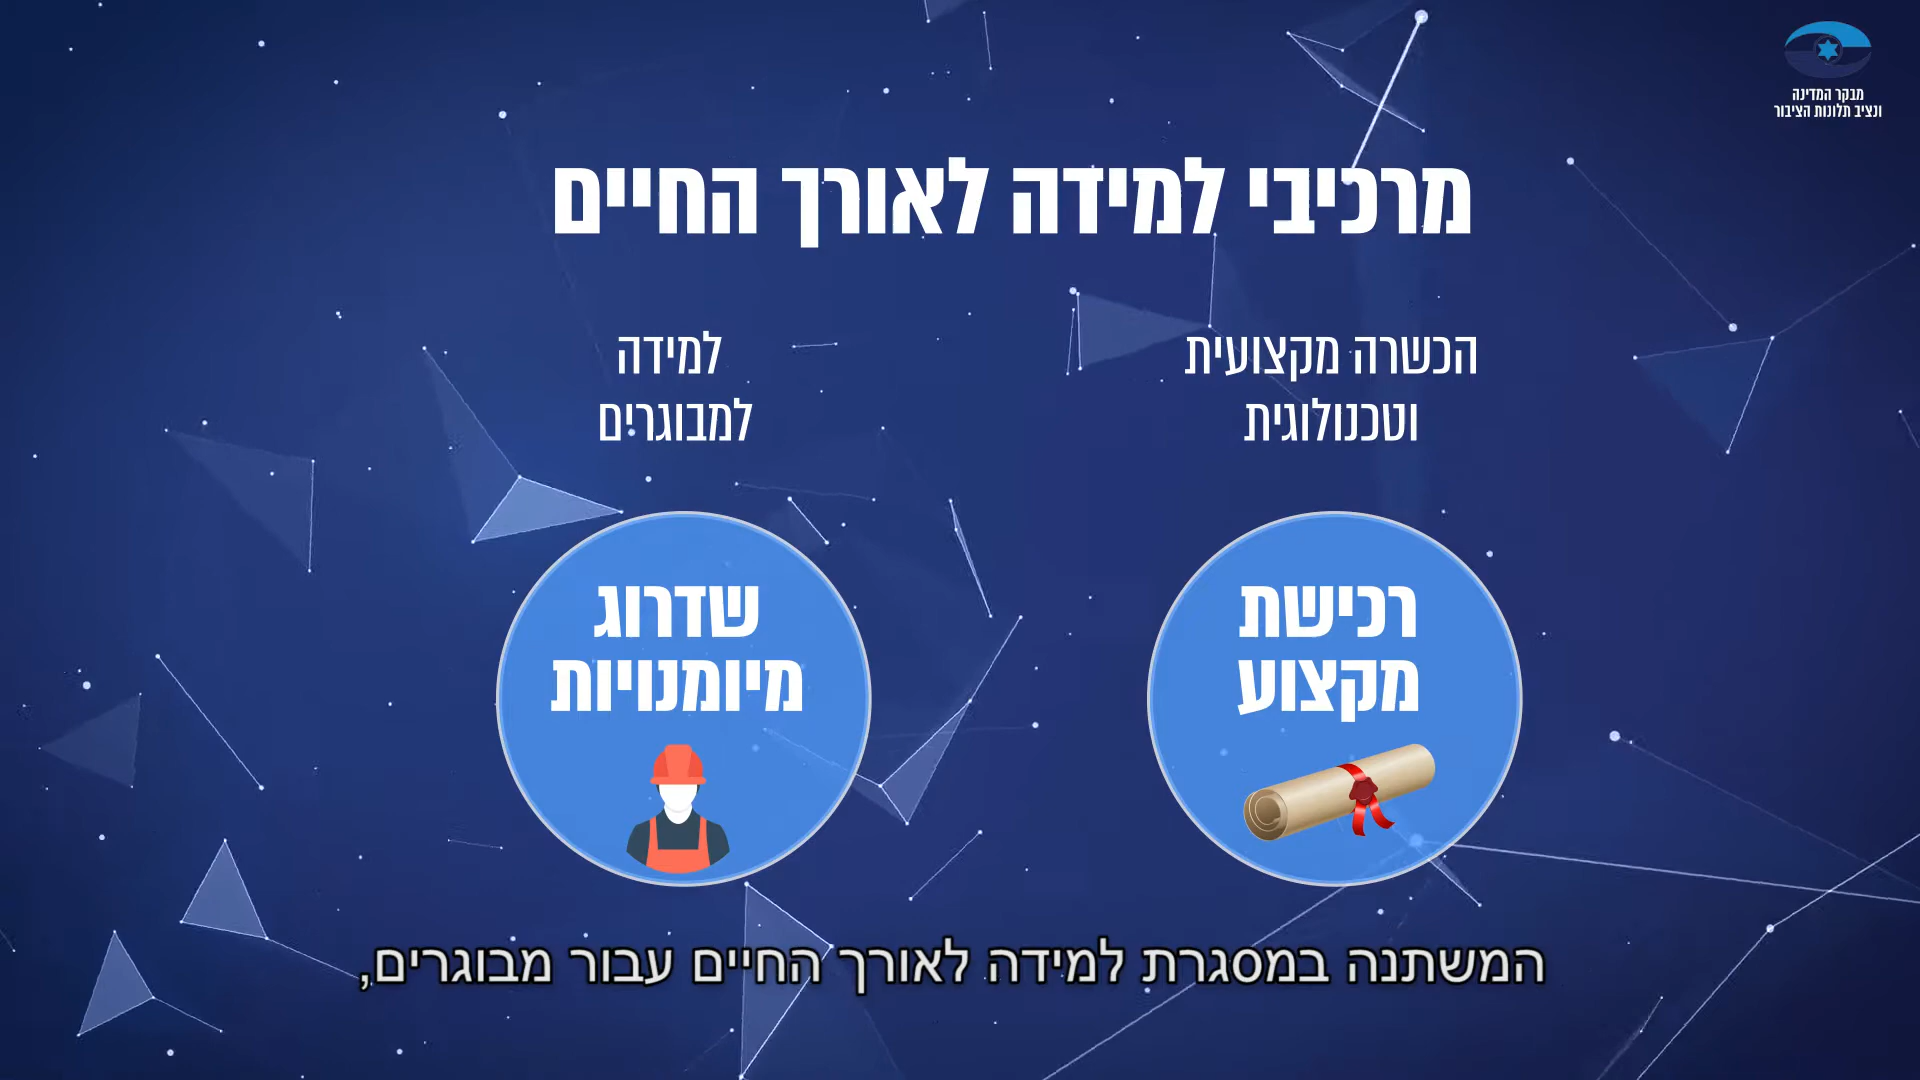 מבקר המדינה
ונציב תלונות הציבור
מרכיבי למידה לאורך החיים
הכשרה מקצועית
וטכנולוגית
רכישת
מקצוע
למידה
למבוגרים
שדרוג
מיומנויות
המשתנה במסגרת למידה לאורך החיים עבור מבוגרים,